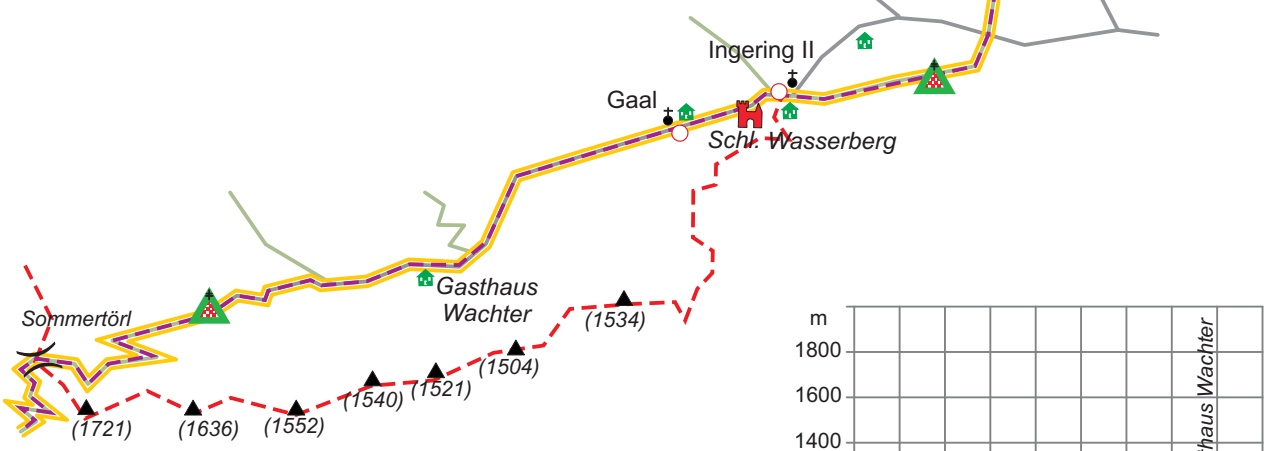 Ingering II
Gaal
Schl. Wasserberg
Gasthaus
Wachter
Sommertörl
(1534)
(1504)
(1521)
(1540)
(1552)
(1636)
(1721)
m
1800
1600
1400
Wachter